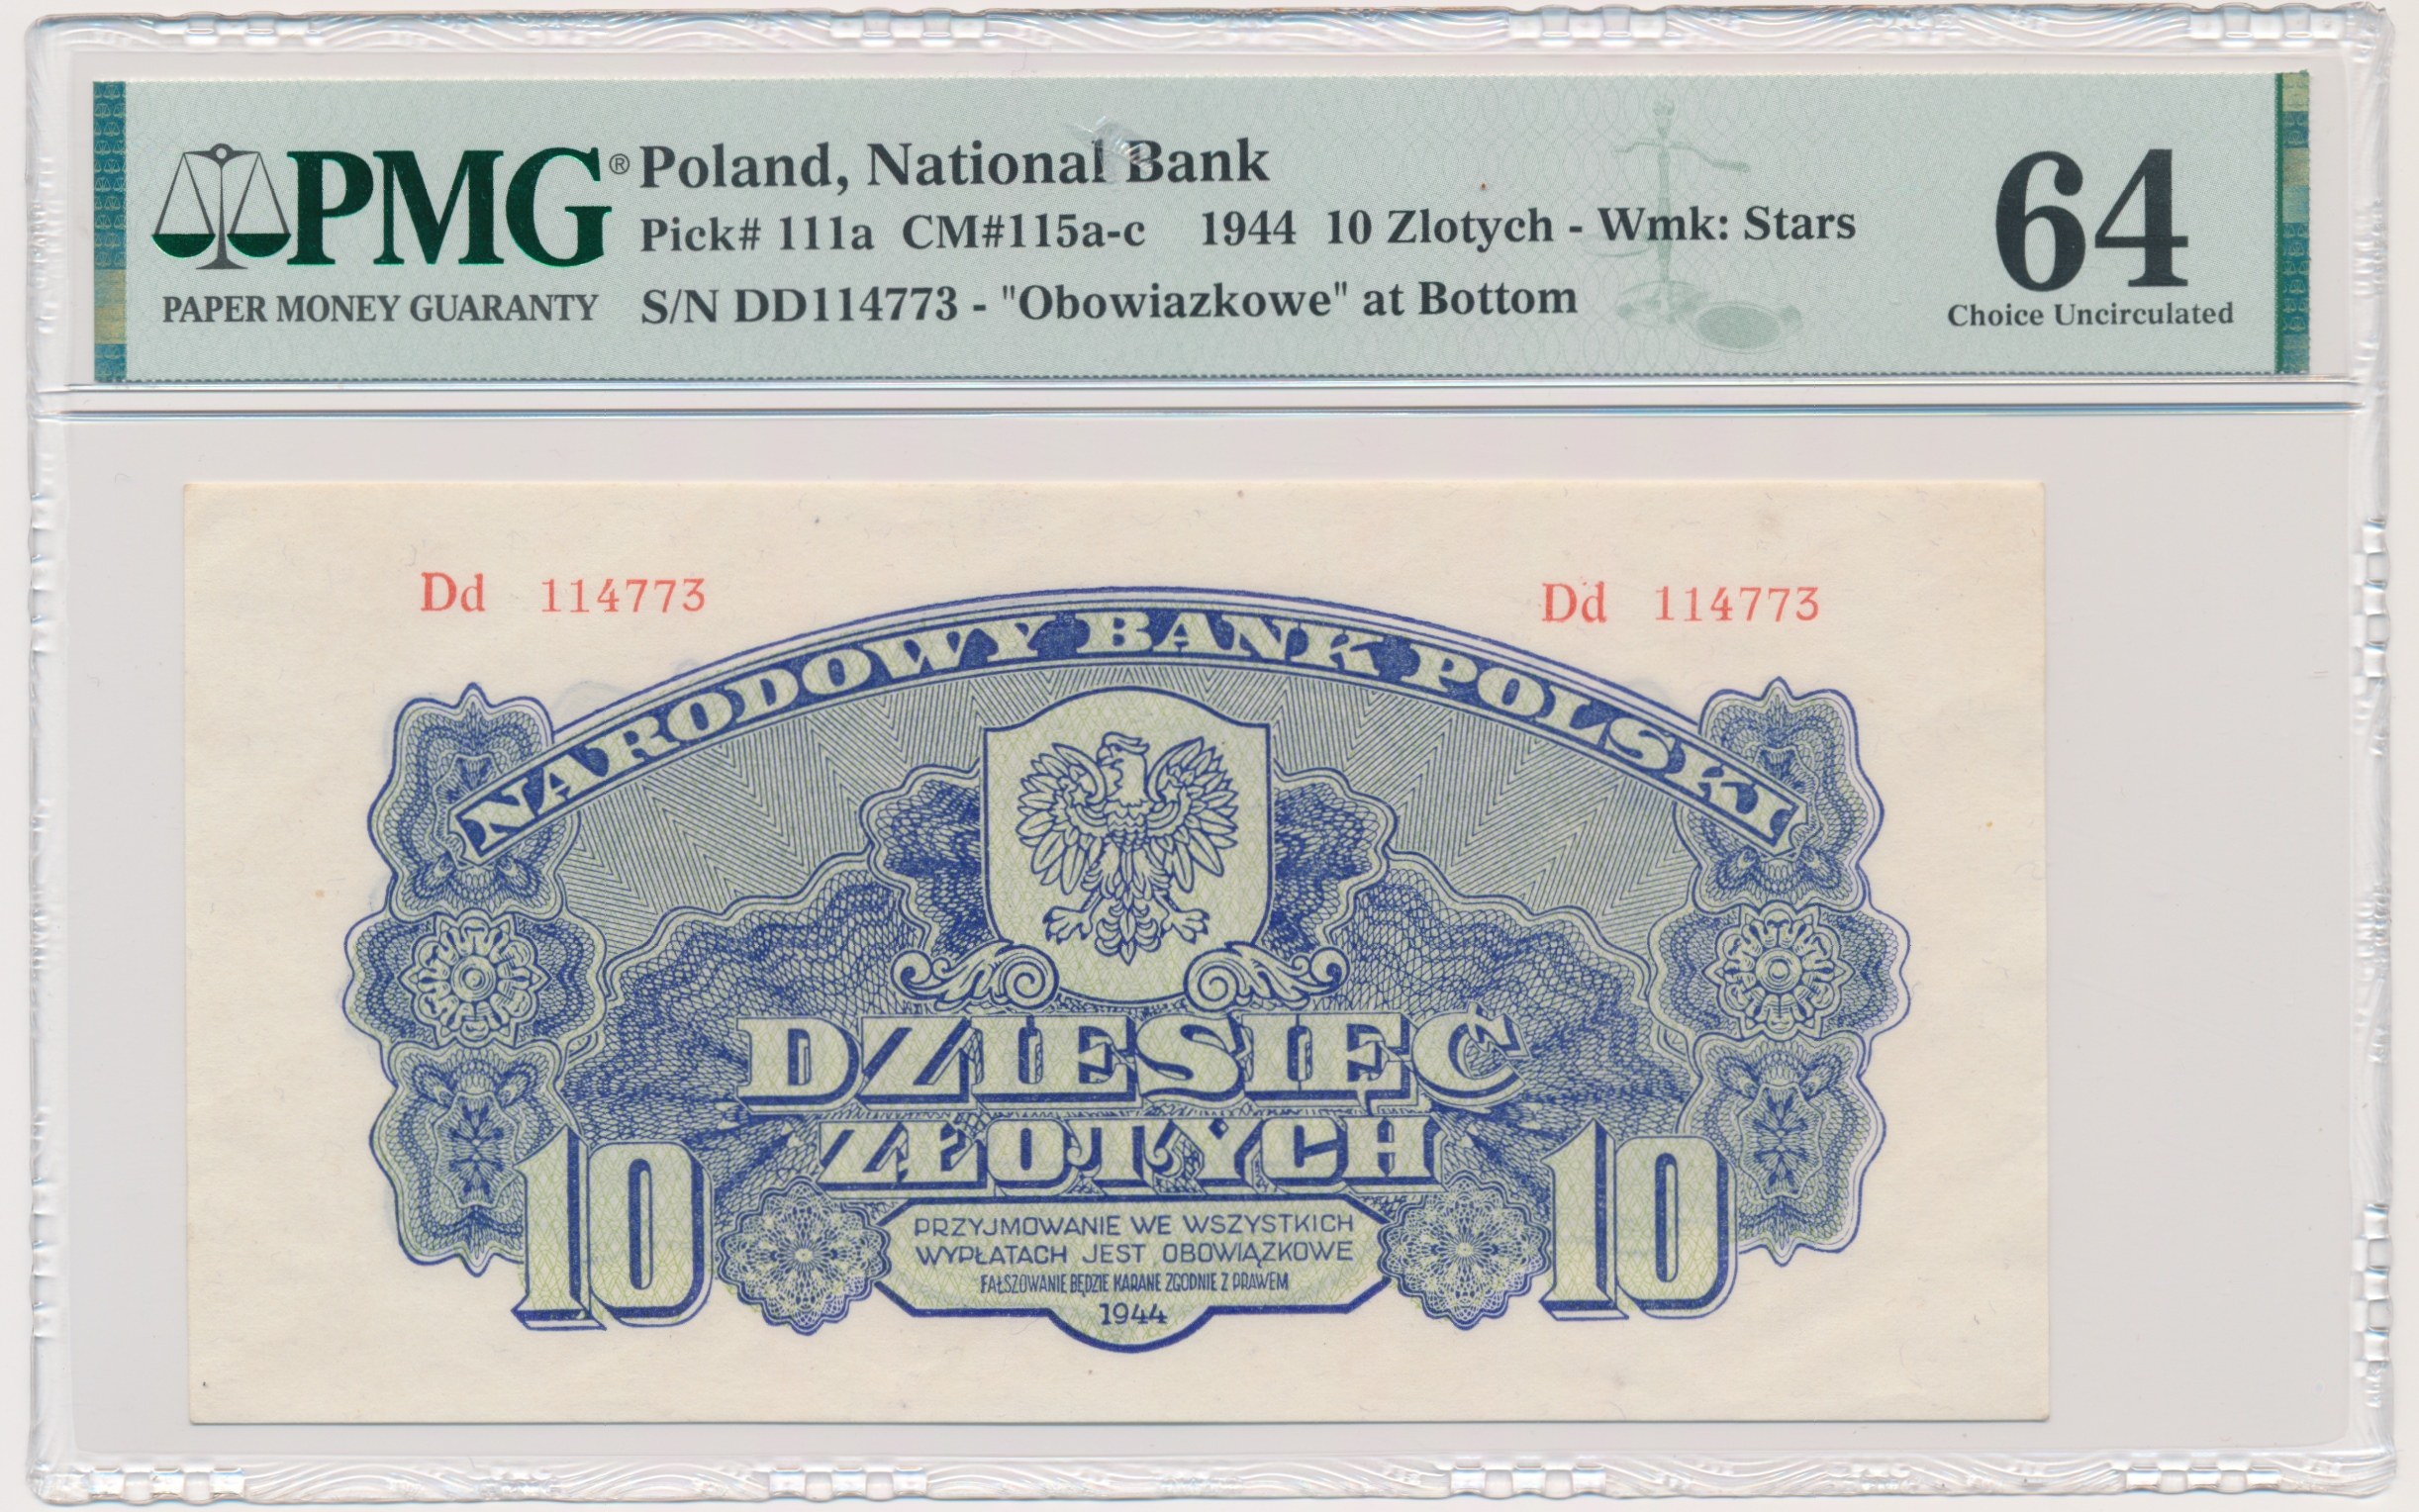 PMG®
PAPER MONEY GUARANTY
Poland, National Bank
Pick# 111a CM#115a-c 1944 10 Zlotych - Wmk: Stars
S/N DD114773 - "Obowiazkowe" at Bottom
64
Choice Uncirculated
Dd 114773
Dd 114773
NARODOWY BANK POLSKI
DZIESIĘĆ
ZŁOTYCH
10
10
PRZYJMOWANIE WE WSZYSTKICH
WYPŁATACH JEST OBOWIĄZKOWE
FAŁSZOWANIE BĘDZIE KARANE ZGODNIE Z PRAWEM
1944